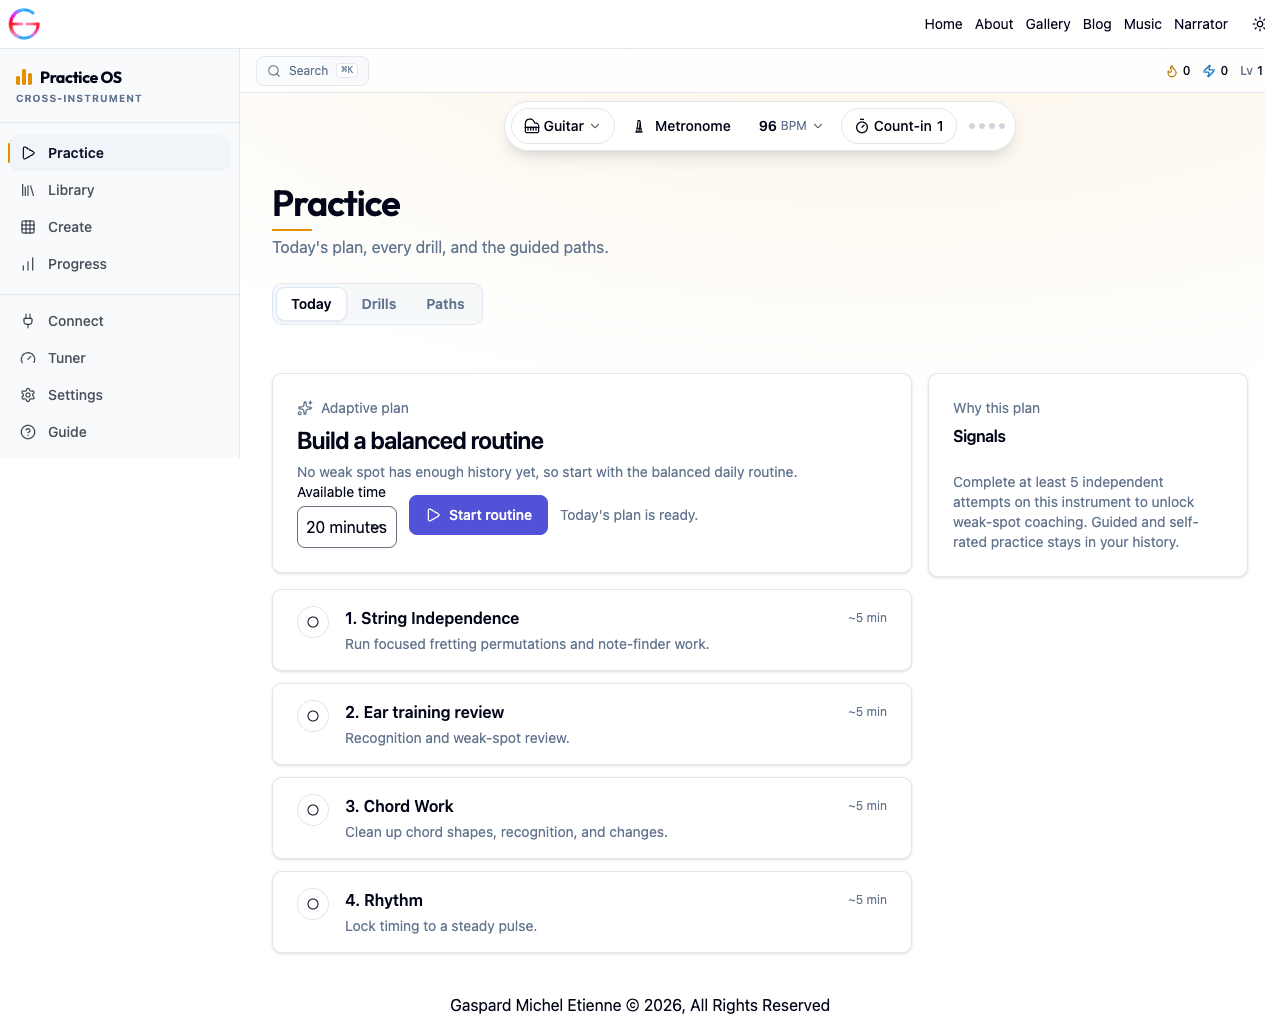 Home About Gallery Blog Music Narrator
Practice OS
CROSS-INSTRUMENT
Search ⌘K
0 0 Lv 1
Guitar Metronome 96 BPM Count-in 1
Practice
Library
Create
Progress
Connect
Tuner
Settings
Guide
Practice
Today's plan, every drill, and the guided paths.
Today Drills Paths
Adaptive plan
Build a balanced routine
No weak spot has enough history yet, so start with the balanced daily routine.
Available time
20 minutes Start routine Today's plan is ready.
Why this plan
Signals
Complete at least 5 independent
attempts on this instrument to unlock
weak-spot coaching. Guided and self-
rated practice stays in your history.
1. String Independence ~5 min
Run focused fretting permutations and note-finder work.
2. Ear training review ~5 min
Recognition and weak-spot review.
3. Chord Work ~5 min
Clean up chord shapes, recognition, and changes.
4. Rhythm ~5 min
Lock timing to a steady pulse.
Gaspard Michel Etienne © 2026, All Rights Reserved